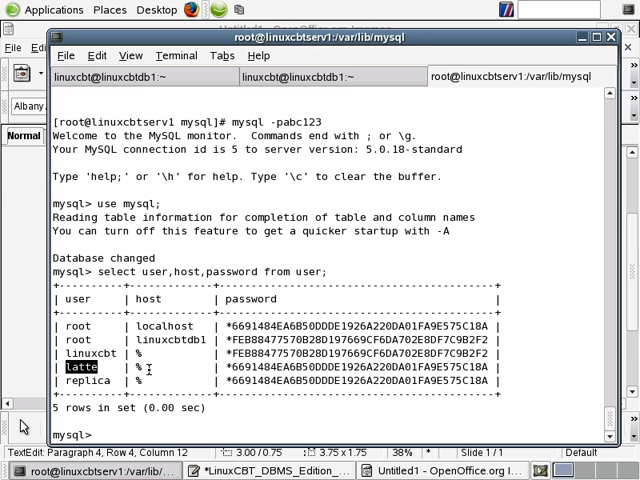 Applications Places Desktop
root@linuxcbtserv1:/var/lib/mysql
File Edit View Terminal Tabs Help
linuxcbt@linuxcbtdb1:~ linuxcbt@linuxcbtdb1:~ root@linuxcbtserv1:/var/lib/mysql
File
Albany
Normal
[root@linuxcbtserv1 mysql]# mysql -pabc123
Welcome to the MySQL monitor.  Commands end with ; or \g.
Your MySQL connection id is 5 to server version: 5.0.18-standard
Type 'help;' or '\h' for help. Type '\c' to clear the buffer.
mysql> use mysql;
Reading table information for completion of table and column names
You can turn off this feature to get a quicker startup with -A
Database changed
mysql> select user,host,password from user;
+----------+-------------+-------------------------------------------+
| user     | host        | password                                  |
+----------+-------------+-------------------------------------------+
| root     | localhost   | *6691484EA6B50DDDE1926A220DA01FA9E575C18A |
| root     | linuxcbtdb1 | *FEB88477570B28D197669CF6DA702E8DF7C9B2F2 |
| linuxcbt | %           | *FEB88477570B28D197669CF6DA702E8DF7C9B2F2 |
| latte    | %           | *6691484EA6B50DDDE1926A220DA01FA9E575C18A |
| replica  | %           | *6691484EA6B50DDDE1926A220DA01FA9E575C18A |
+----------+-------------+-------------------------------------------+
5 rows in set (0.00 sec)
mysql>
TextEdit: Paragraph 4, Row 4, Column 12 3.00 / 0.75 3.75 x 1.75 38% * Slide 1 / 1 Default
root@linuxcbtserv1:/var/lib/... *LinuxCBT_DBMS_Edition_... Untitled1 - OpenOffice.org I...